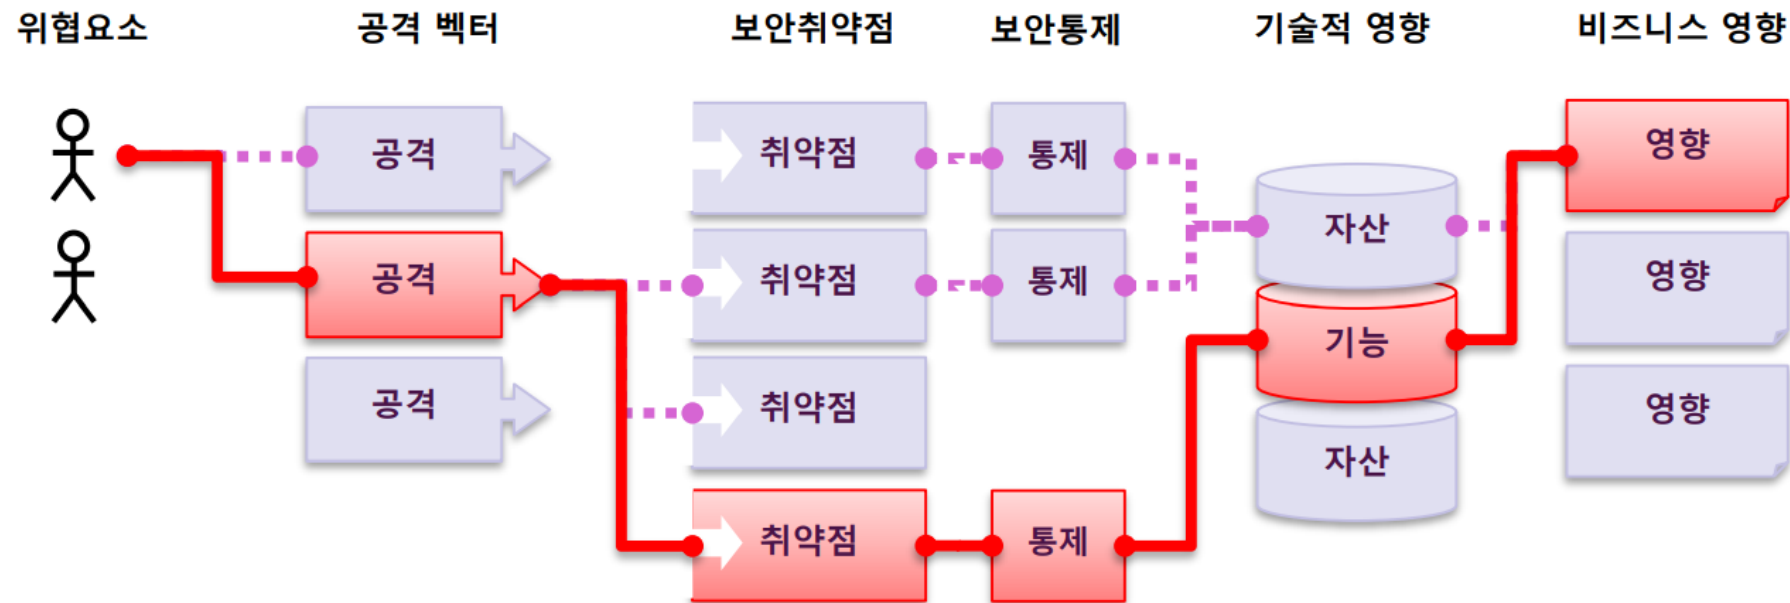 위협요소 공격 벡터 보안취약점 보안통제 기술적 영향 비즈니스 영향
공격 취약점 통제 영향
자산
공격 취약점 통제 영향
기능
공격 취약점 영향
자산
취약점 통제